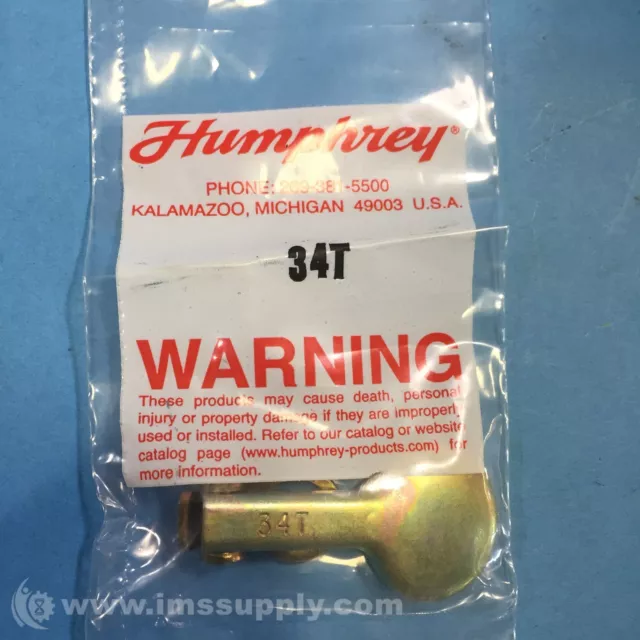 Humphrey®
PHONE: -5500
KALAMAZOO, MICHIGAN 49003 U.S.A.
34T
WARNING
These products may cause death, personal
injury or property damage if they are improperly
used or installed. Refer to our catalog or website
catalog page (www.humphrey-products.com) for
more information.
34T
www.imssupply.com